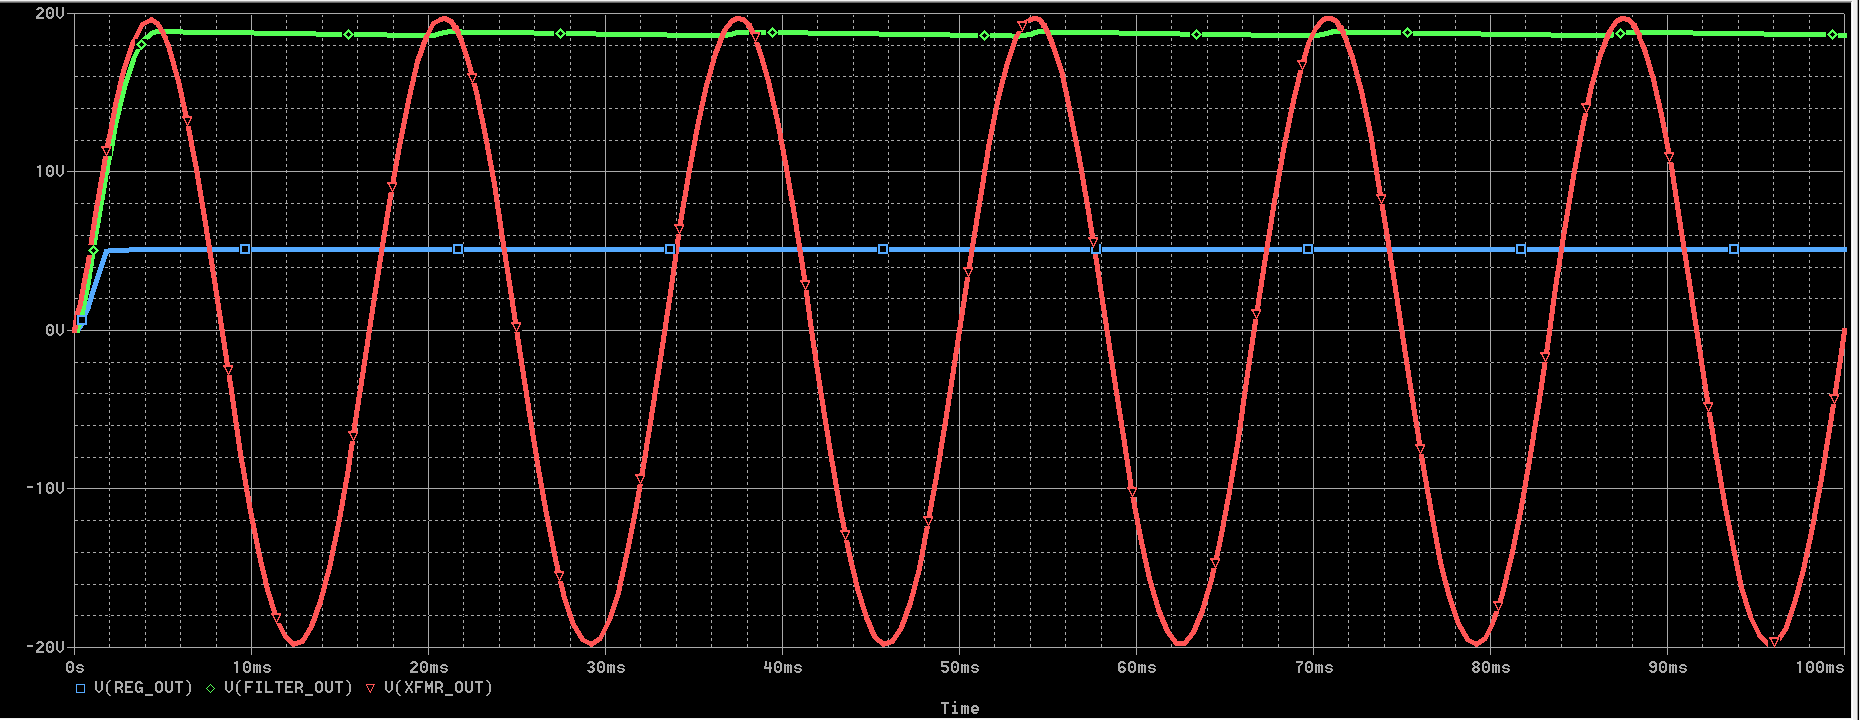 20V
10V
0V
-10V
-20V
0s 10ms 20ms 30ms 40ms 50ms 60ms 70ms 80ms 90ms 100ms
V(REG_OUT) V(FILTER_OUT) V(XFMR_OUT)
Time